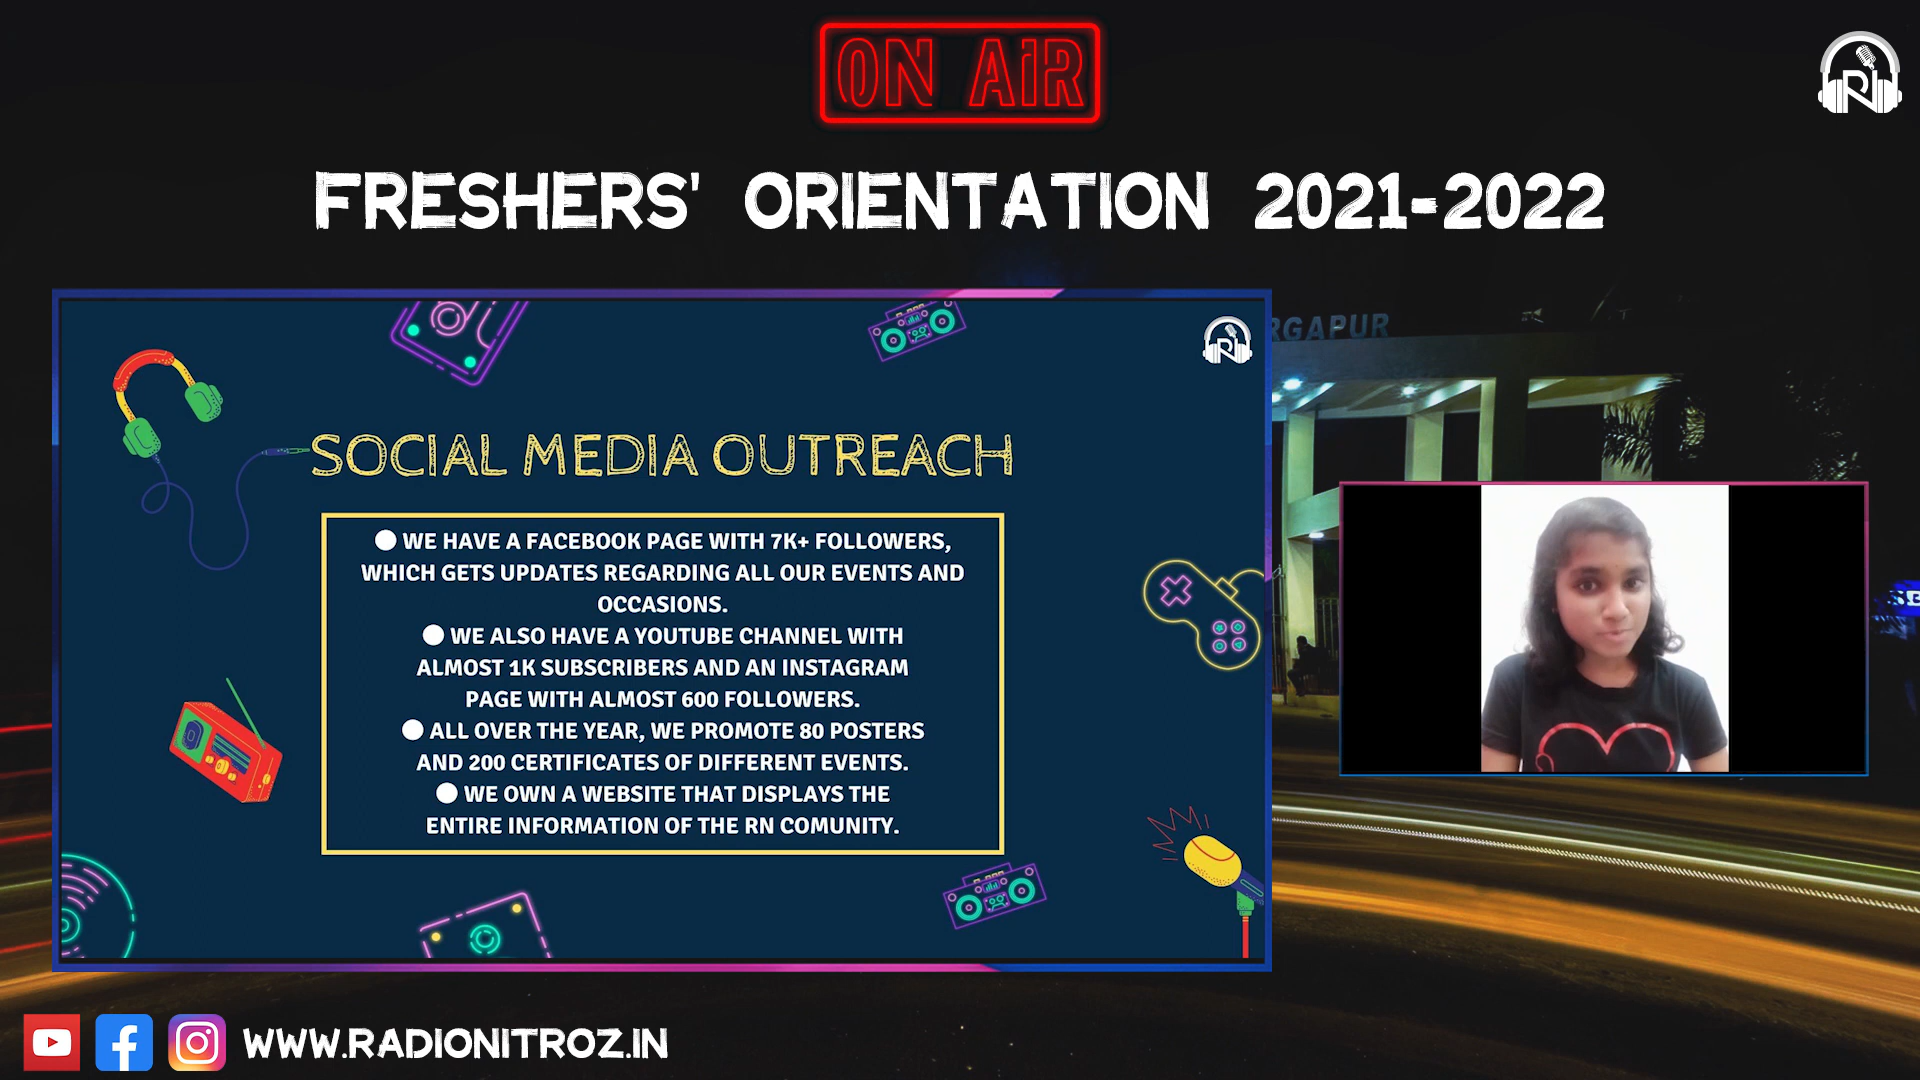 ON AIR
FRESHERS' ORIENTATION 2021-2022
RGAPUR
SOCIAL MEDIA OUTREACH
● WE HAVE A FACEBOOK PAGE WITH 7K+ FOLLOWERS,
WHICH GETS UPDATES REGARDING ALL OUR EVENTS AND
OCCASIONS.
● WE ALSO HAVE A YOUTUBE CHANNEL WITH
ALMOST 1K SUBSCRIBERS AND AN INSTAGRAM
PAGE WITH ALMOST 600 FOLLOWERS.
● ALL OVER THE YEAR, WE PROMOTE 80 POSTERS
AND 200 CERTIFICATES OF DIFFERENT EVENTS.
● WE OWN A WEBSITE THAT DISPLAYS THE
ENTIRE INFORMATION OF THE RN COMUNITY.
WWW.RADIONITROZ.IN